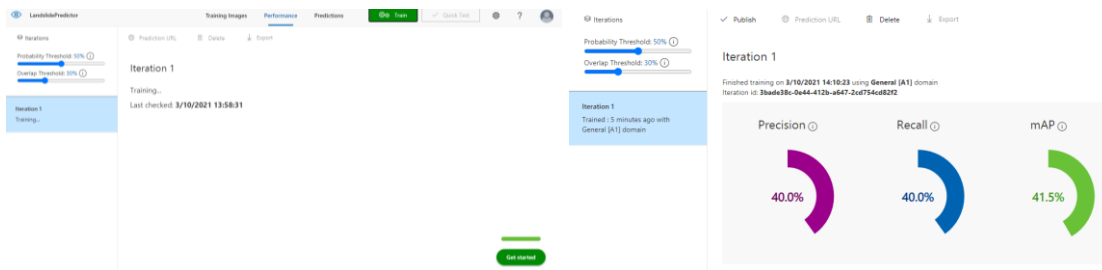 LandslidePredictor
Training Images
Performance
Predictions
Train
Quick Test
?
Iterations
Prediction URL
Delete
Export
Probability Threshold: 50%
Overlap Threshold: 30%
Iteration 1
Training...
Iteration 1
Training...
Last checked: 3/10/2021 13:58:31
Get started
Iterations
Publish
Prediction URL
Delete
Export
Probability Threshold: 50%
Overlap Threshold: 30%
Iteration 1
Trained : 5 minutes ago with
General [A1] domain
Iteration 1
Finished training on 3/10/2021 14:10:23 using General [A1] domain
Iteration id: 3bade38c-0e44-412b-a647-2cd754cd82f2
Precision
Recall
mAP
40.0%
40.0%
41.5%